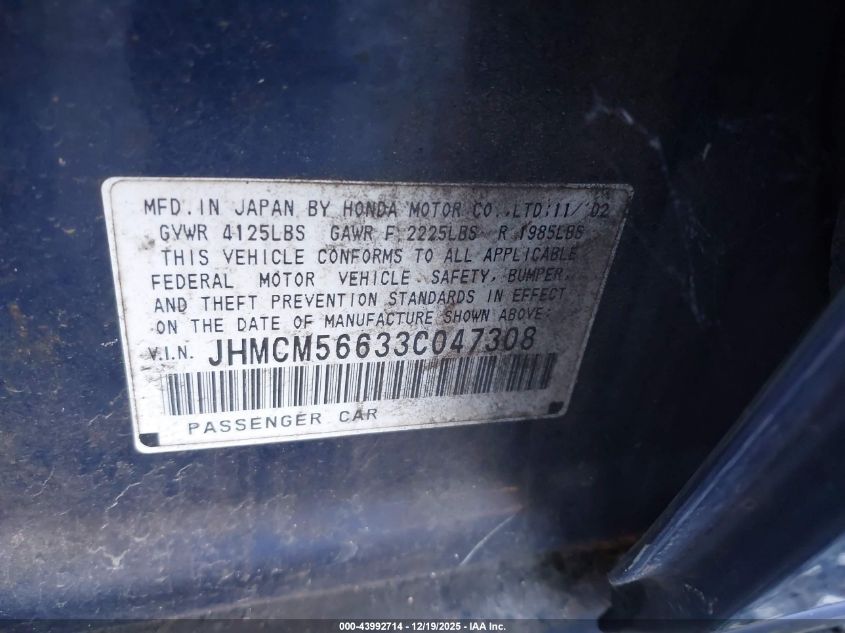 MFD. IN JAPAN BY HONDA MOTOR CO., LTD; 11/ 02
GVWR 4125LBS GAWR F 2225LBS R 1985LBS
THIS VEHICLE CONFORMS TO ALL APPLICABLE
FEDERAL MOTOR VEHICLE SAFETY, BUMPER,
AND THEFT PREVENTION STANDARDS IN EFFECT
ON THE DATE OF MANUFACTURE SHOWN ABOVE;
V.I.N. JHMCM56633C047308
PASSENGER CAR
000-43992714 - 12/19/2025 - IAA Inc.